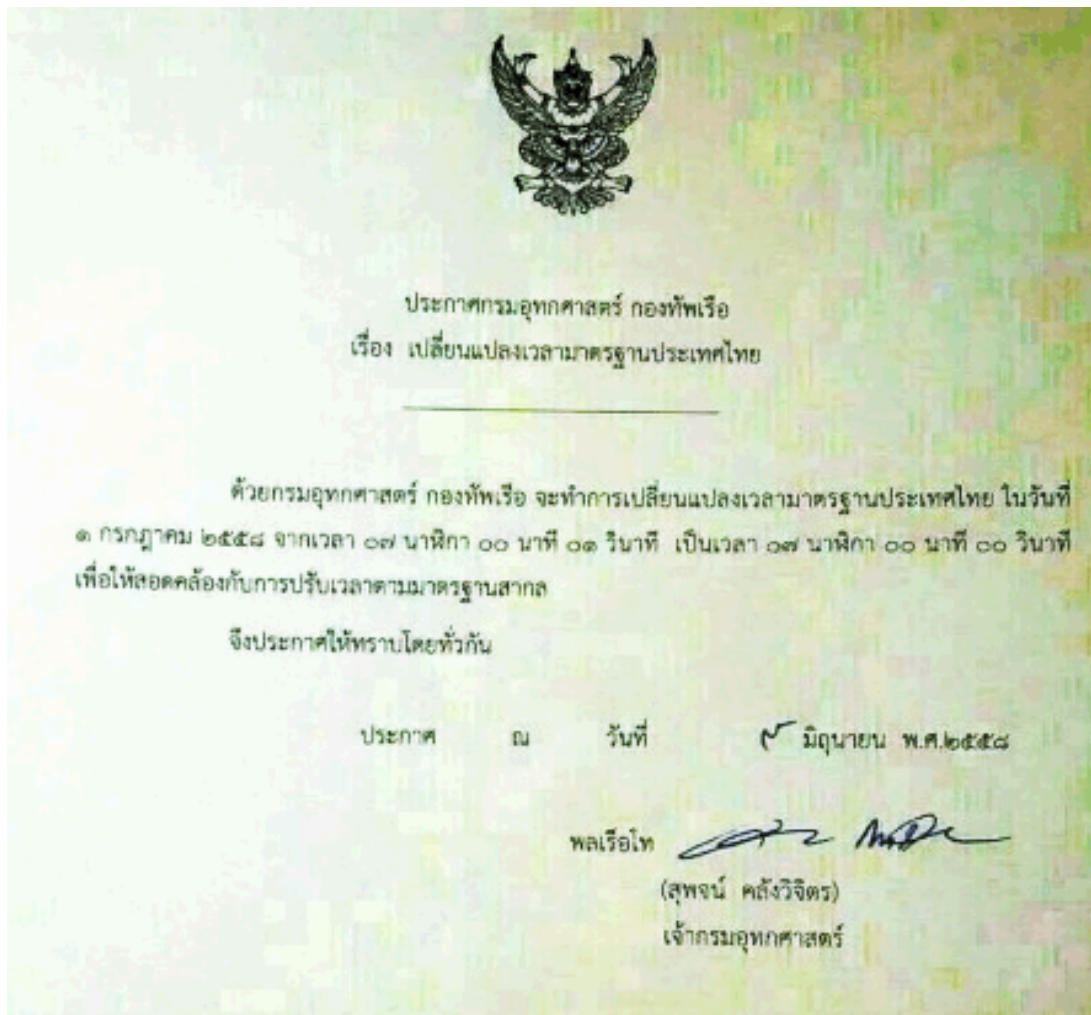 ประกาศกรมอุทกศาสตร์ กองทัพเรือ
เรื่อง เปลี่ยนแปลงเวลามาตรฐานประเทศไทย
ด้วยกรมอุทกศาสตร์ กองทัพเรือ จะทำการเปลี่ยนแปลงเวลามาตรฐานประเทศไทย ในวันที่
๑ กรกฎาคม ๒๕๕๘ จากเวลา ๐๗ นาฬิกา ๐๐ นาที ๐๑ วินาที เป็นเวลา ๐๗ นาฬิกา ๐๐ นาที ๐๐ วินาที
เพื่อให้สอดคล้องกับการปรับเวลาตามมาตรฐานสากล
จึงประกาศให้ทราบโดยทั่วกัน
ประกาศ ณ วันที่ ๙ มิถุนายน พ.ศ.๒๕๕๘
พลเรือโท
(สุพจน์ คลังวิจิตร)
เจ้ากรมอุทกศาสตร์